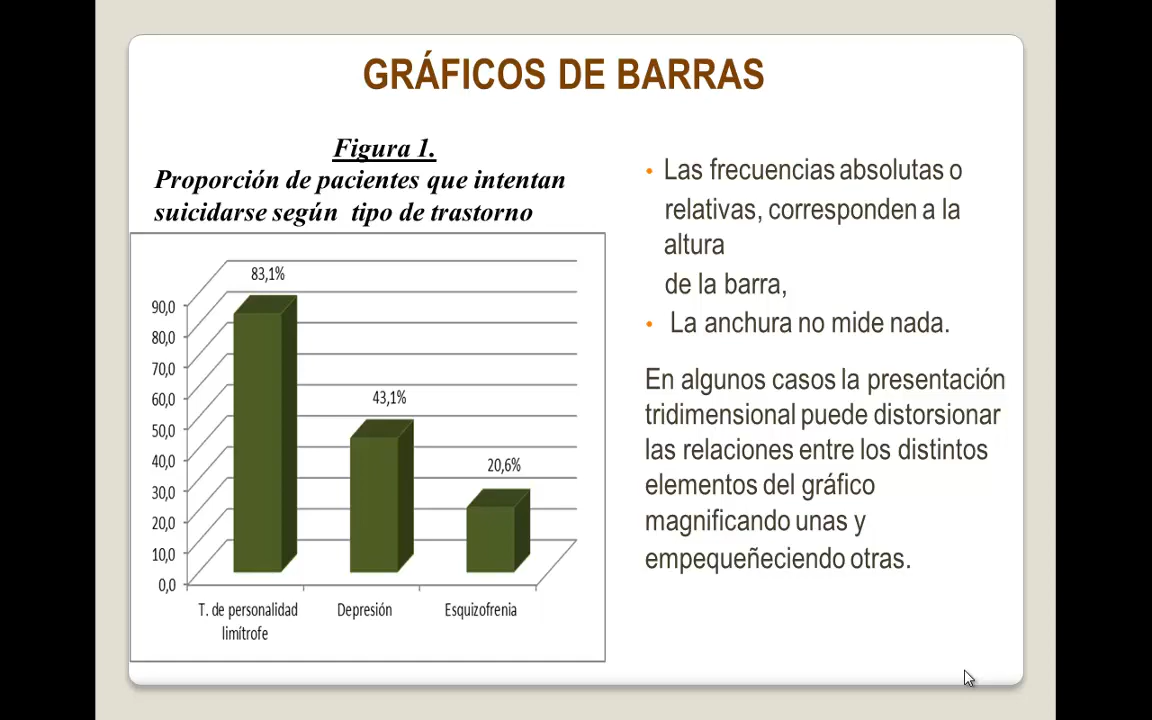 GRÁFICOS DE BARRAS
Figura 1.
Proporción de pacientes que intentan
suicidarse según tipo de trastorno
83,1%
43,1%
20,6%
90,0
80,0
70,0
60,0
50,0
40,0
30,0
20,0
10,0
0,0
T. de personalidad
limítrofe
Depresión
Esquizofrenia
• Las frecuencias absolutas o
relativas, corresponden a la
altura
de la barra,
• La anchura no mide nada.
En algunos casos la presentación
tridimensional puede distorsionar
las relaciones entre los distintos
elementos del gráfico
magnificando unas y
empequeñeciendo otras.